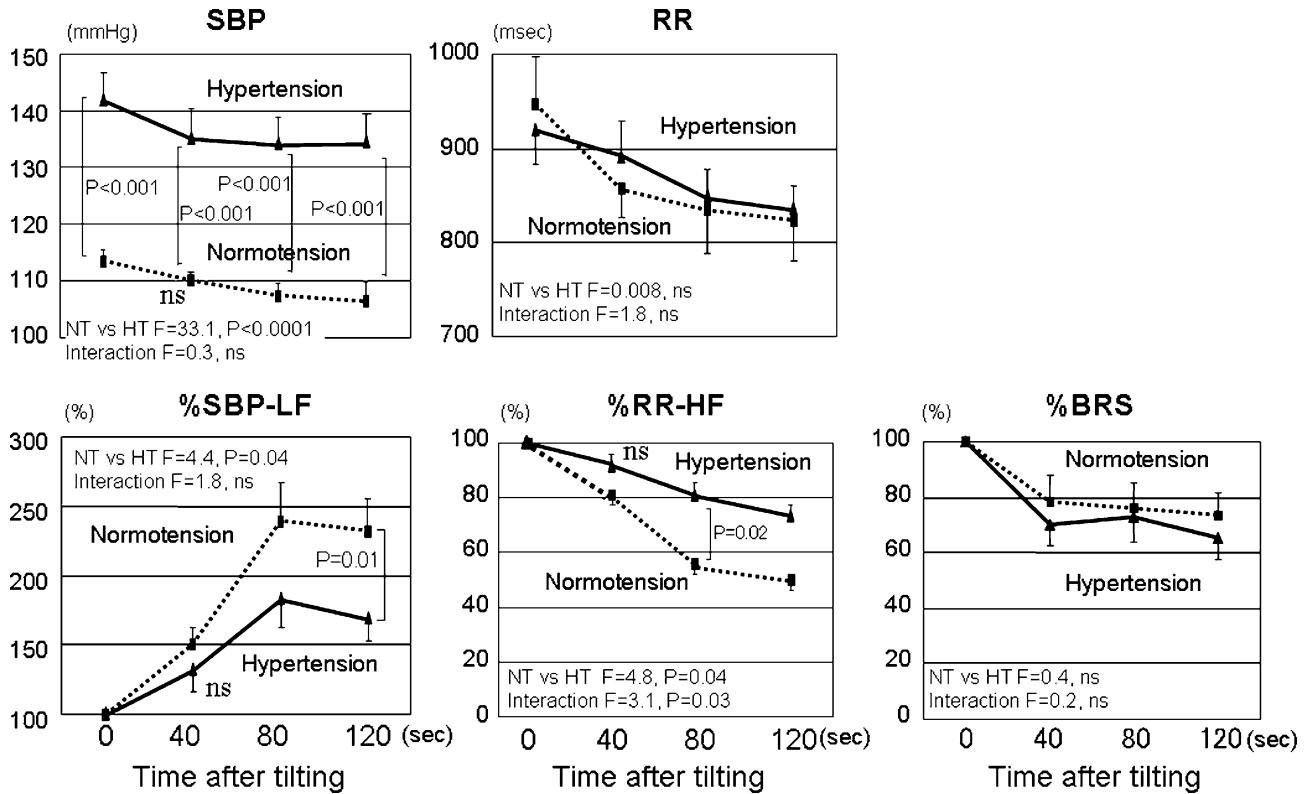 SBP
(mmHg)
150
140
130
120
110
100
Hypertension
P<0.001
P<0.001
P<0.001
P<0.001
Normotension
ns
NT vs HT F=33.1, P<0.0001
Interaction F=0.3, ns
RR
(msec)
1000
900
800
700
Hypertension
Normotension
NT vs HT F=0.008, ns
Interaction F=1.8, ns
%SBP-LF
(%)
300
250
200
150
100
NT vs HT F=4.4, P=0.04
Interaction F=1.8, ns
Normotension
P=0.01
Hypertension
ns
0 40 80 120 (sec)
Time after tilting
%RR-HF
(%)
100
80
60
40
20
0
ns
Hypertension
P=0.02
Normotension
NT vs HT F=4.8, P=0.04
Interaction F=3.1, P=0.03
0 40 80 120 (sec)
Time after tilting
%BRS
(%)
100
80
60
40
20
0
Normotension
Hypertension
NT vs HT F=0.4, ns
Interaction F=0.2, ns
0 40 80 120 (sec)
Time after tilting